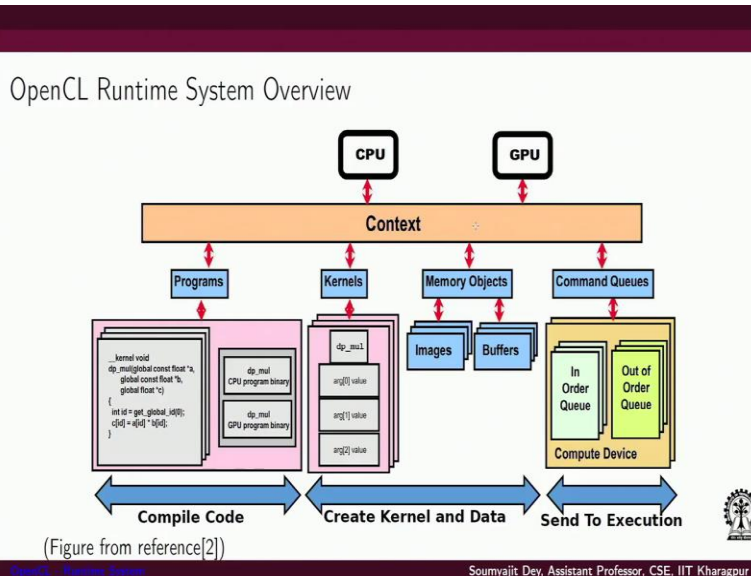 OpenCL Runtime System Overview
CPU
GPU
Context
Programs
Kernels
Memory Objects
Command Queues
__kernel void
dp_mul(global const float *a,
global const float *b,
global float *c)
{
int id = get_global_id(0);
c[id] = a[id] * b[id];
}
dp_mul
CPU program binary
dp_mul
GPU program binary
dp_mul
arg[0] value
arg[1] value
arg[2] value
Images
Buffers
In
Order
Queue
Out of
Order
Queue
Compute Device
Compile Code
Create Kernel and Data
Send To Execution
(Figure from reference[2])
OpenCL - Runtime System
Soumyajit Dey, Assistant Professor, CSE, IIT Kharagpur